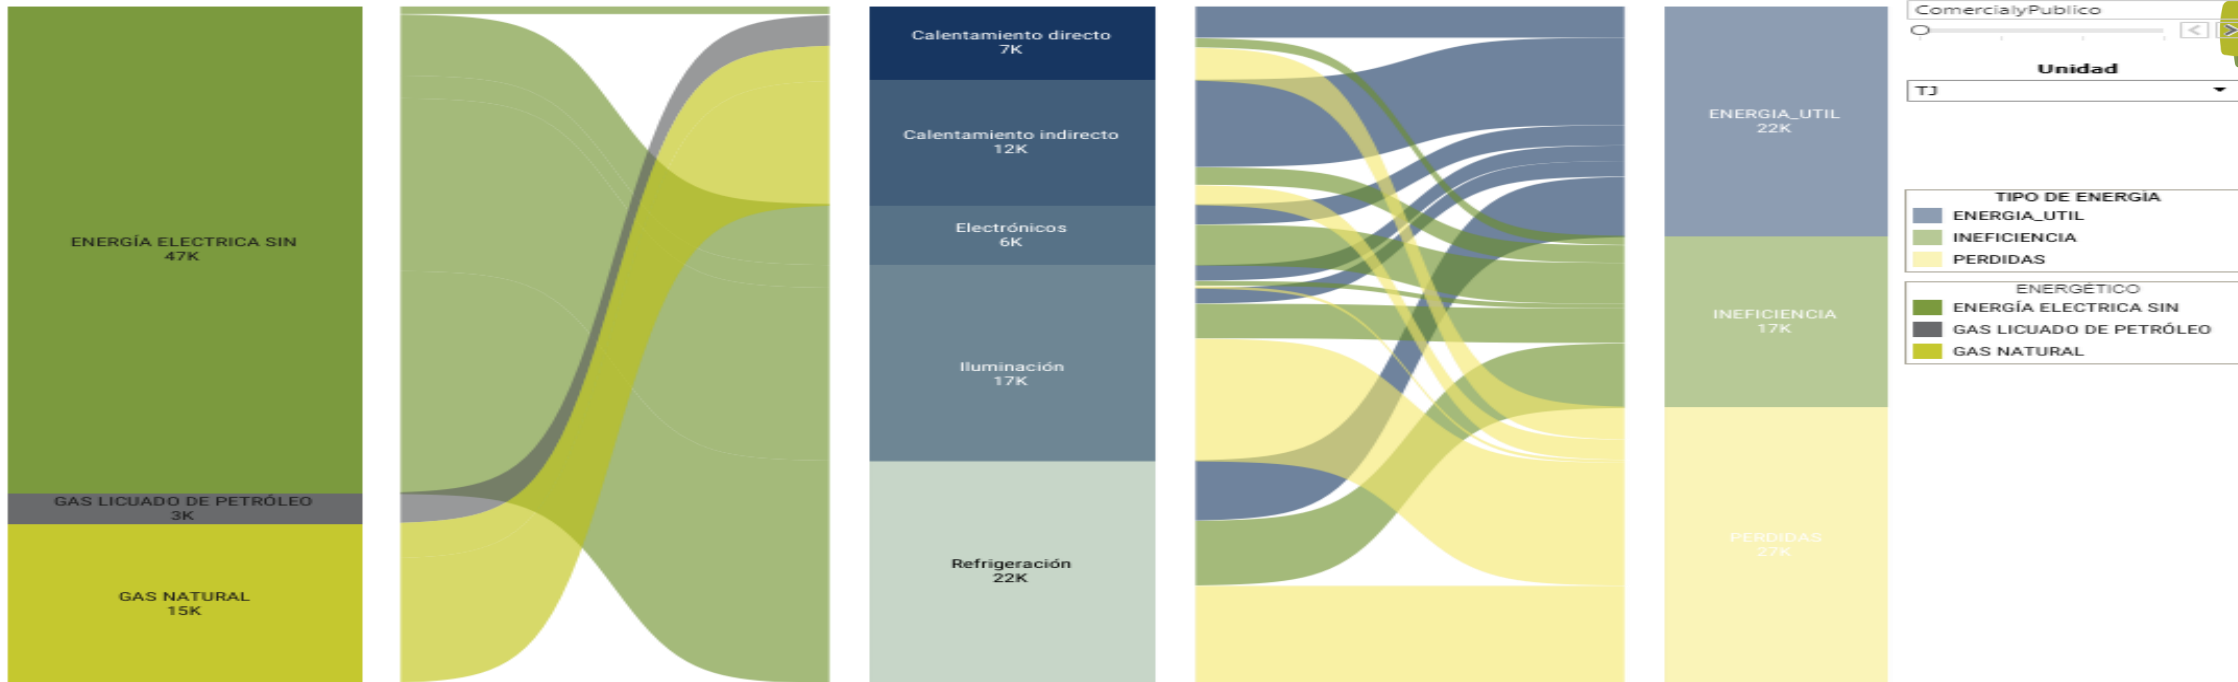 ENERGÍA ELECTRICA SIN
47K
GAS LICUADO DE PETRÓLEO
3K
GAS NATURAL
15K
Calentamiento directo
7K
Calentamiento indirecto
12K
Electrónicos
6K
Iluminación
17K
Refrigeración
22K
ENERGIA_UTIL
22K
INEFICIENCIA
17K
PERDIDAS
27K
ComercialyPublico
< >
Unidad
TJ
TIPO DE ENERGÍA
ENERGIA_UTIL
INEFICIENCIA
PERDIDAS
ENERGÉTICO
ENERGÍA ELECTRICA SIN
GAS LICUADO DE PETRÓLEO
GAS NATURAL